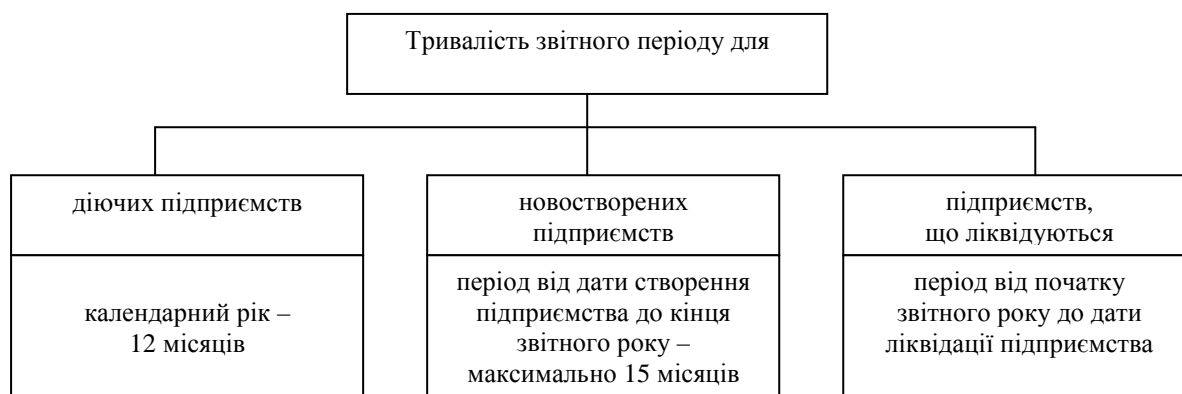 Тривалість звітного періоду для
діючих підприємств
календарний рік –
12 місяців
новостворених
підприємств
період від дати створення
підприємства до кінця
звітного року –
максимально 15 місяців
підприємств,
що ліквідуються
період від початку
звітного року до дати
ліквідації підприємства